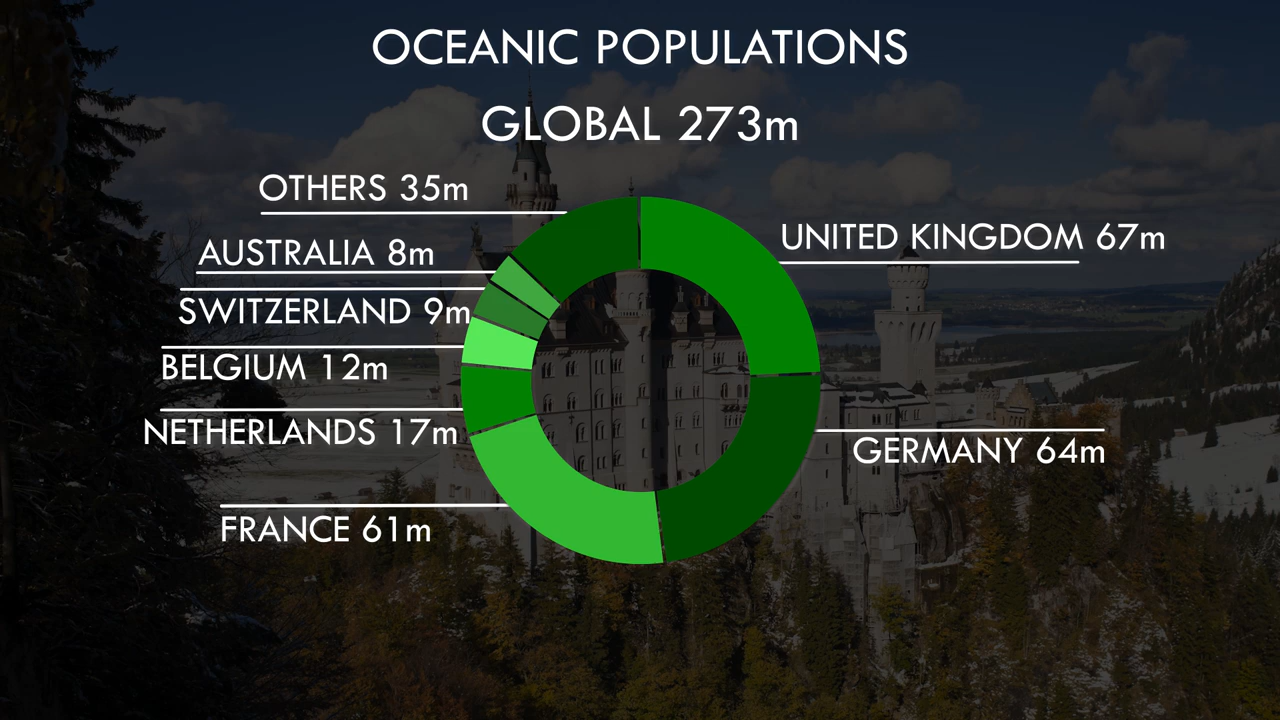 OCEANIC POPULATIONS
GLOBAL 273m
OTHERS 35m
UNITED KINGDOM 67m
AUSTRALIA 8m
SWITZERLAND 9m
BELGIUM 12m
NETHERLANDS 17m
GERMANY 64m
FRANCE 61m